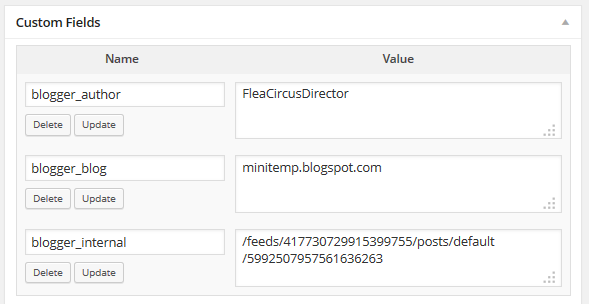 Custom Fields
Name Value
blogger_author FleaCircusDirector
Delete Update
blogger_blog minitemp.blogspot.com
Delete Update
blogger_internal /feeds/417730729915399755/posts/default
/5992507957561636263
Delete Update